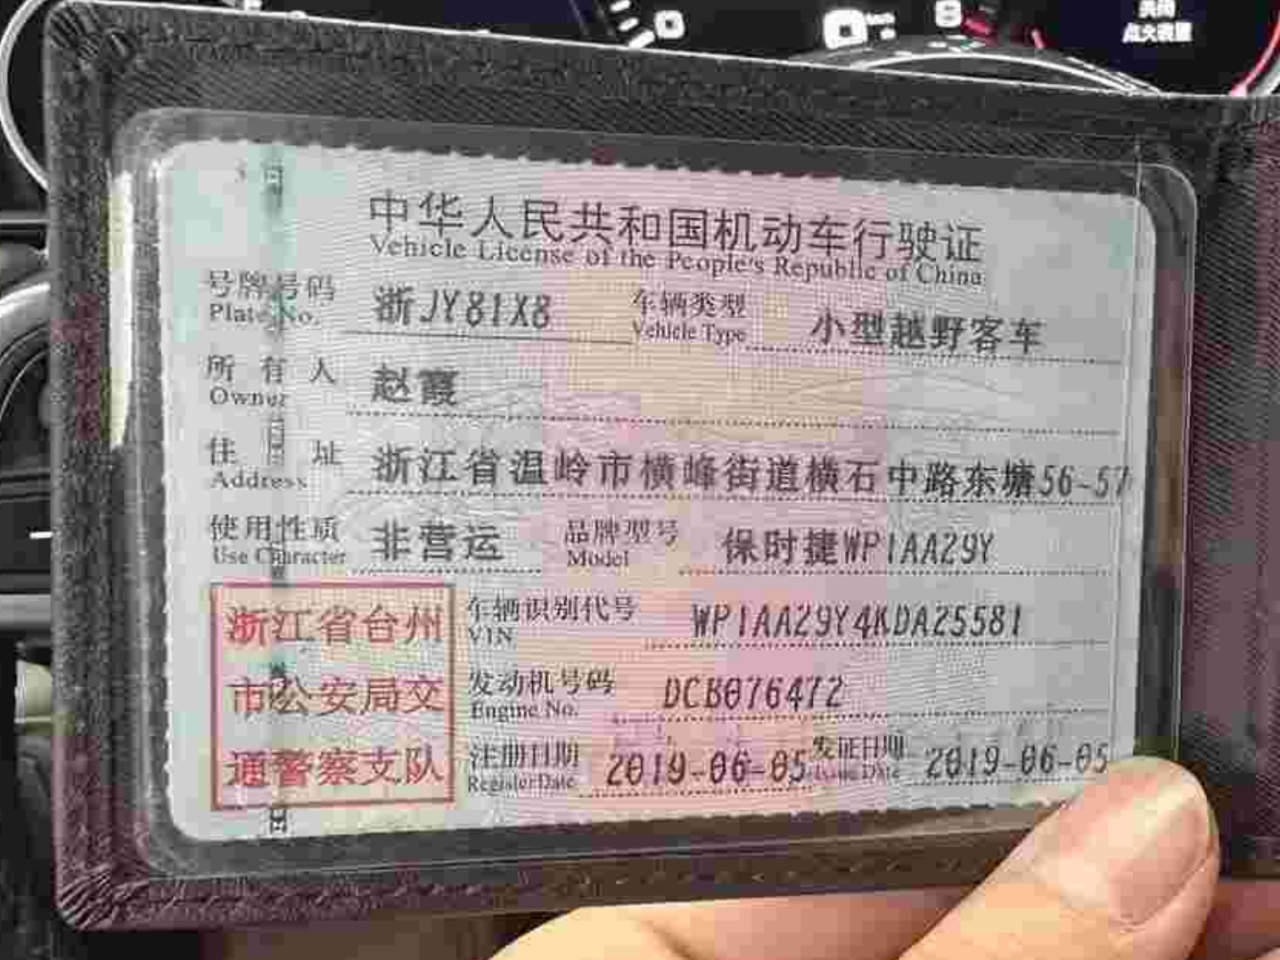 关闭
点火装置
中华人民共和国机动车行驶证
Vehicle License of the People's Republic of China
号牌号码 浙JY81X8 车辆类型 小型越野客车
Plate No. Vehicle Type
所有人 赵霞
Owner
住址 浙江省温岭市横峰街道横石中路东塘56-57
Address
使用性质 非营运 品牌型号 保时捷WP1AA29Y
Use Character Model
浙江省台州
市公安局交
通警察支队
车辆识别代号 WP1AA29Y4KDA25581
VIN
发动机号码 DCB076472
Engine No.
注册日期 2019-06-05 发证日期 2019-06-05
Register Date Issue Date